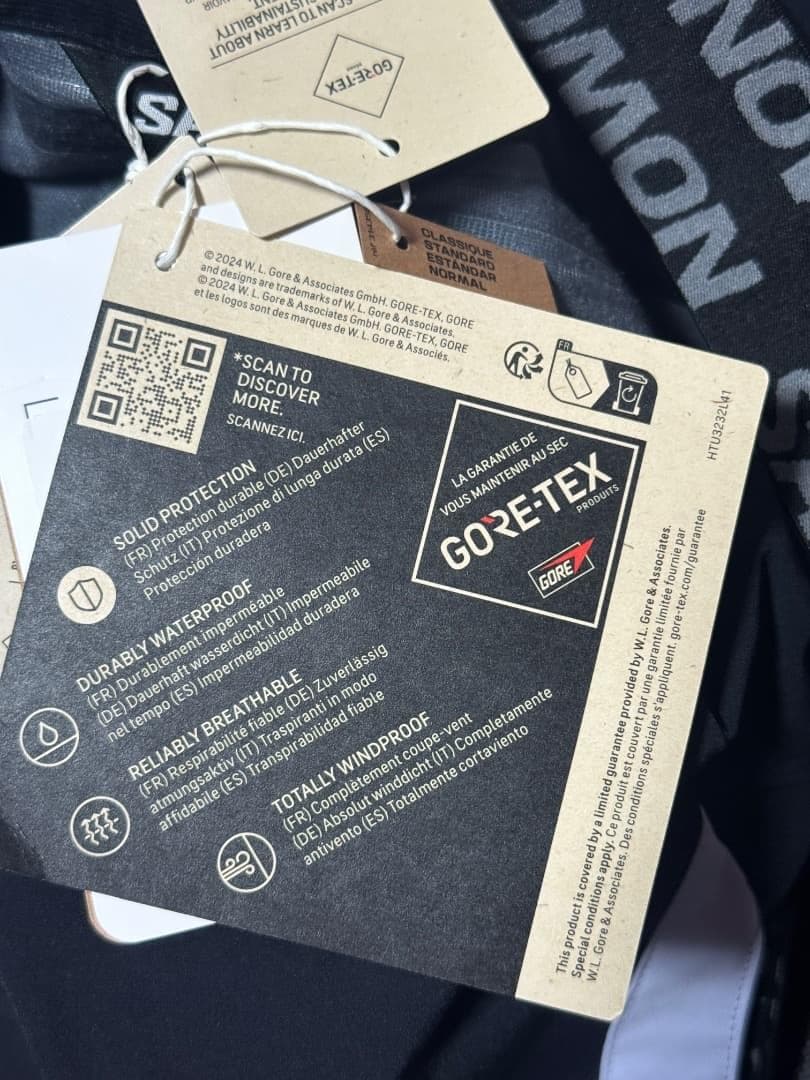 SCAN TO LEARN ABOUT
SUSTAINABILITY
GORE-TEX
SA
OMON
CLASSIQUE
STANDARD
ESTÁNDAR
NORMAL
© 2024 W. L. Gore & Associates GmbH. GORE-TEX, GORE
and designs are trademarks of W. L. Gore & Associates.
© 2024 W. L. Gore & Associates GmbH. GORE-TEX, GORE
et les logos sont des marques de W. L. Gore & Associés.
FR
*SCAN TO
DISCOVER
MORE.
SCANNEZ ICI.
LA GARANTIE DE
VOUS MAINTENIR AU SEC
GORE-TEX
PRODUITS
GORE
SOLID PROTECTION
(FR) Protection durable (DE) Dauerhafter
Schutz (IT) Protezione di lunga durata (ES)
Protección duradera
DURABLY WATERPROOF
(FR) Durablement imperméable
(DE) Dauerhaft wasserdicht (IT) Impermeabile
nel tempo (ES) Impermeabilidad duradera
RELIABLY BREATHABLE
(FR) Respirabilité fiable (DE) Zuverlässig
atmungsaktiv (IT) Traspiranti in modo
affidabile (ES) Transpirabilidad fiable
TOTALLY WINDPROOF
(FR) Complètement coupe-vent
(DE) Absolut winddicht (IT) Completamente
antivento (ES) Totalmente cortaviento
HTU3232L41
This product is covered by a limited guarantee provided by W.L. Gore & Associates.
Special conditions apply. Ce produit est couvert par une garantie limitée fournie par
W.L. Gore & Associates. Des conditions spéciales s'appliquent. gore-tex.com/guarantee